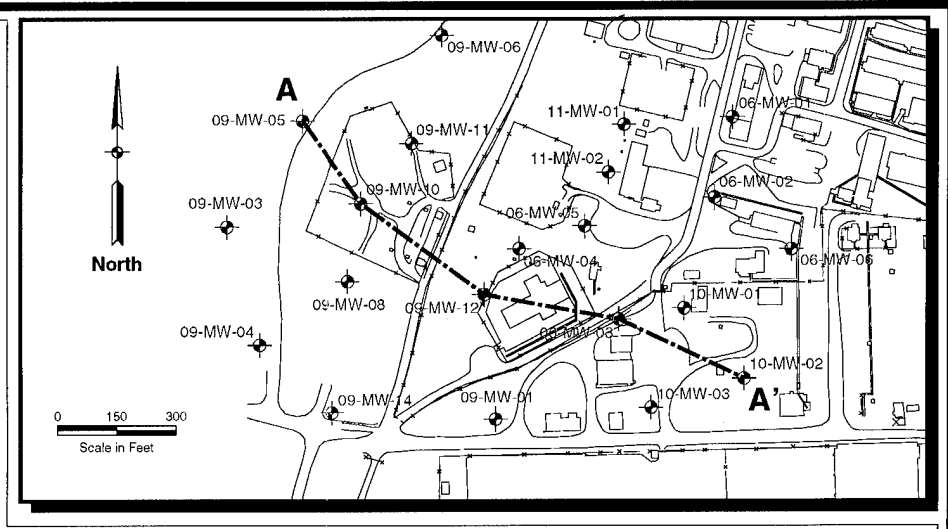 09-MW-06
A
09-MW-05
11-MW-01
06-MW-01
09-MW-11
11-MW-02
09-MW-10
06-MW-02
09-MW-03
06-MW-05
North
06-MW-04
06-MW-06
09-MW-08
09-MW-12
10-MW-01
06-MW-03
09-MW-04
10-MW-02
A'
09-MW-14
09-MW-01
10-MW-03
0 150 300
Scale in Feet